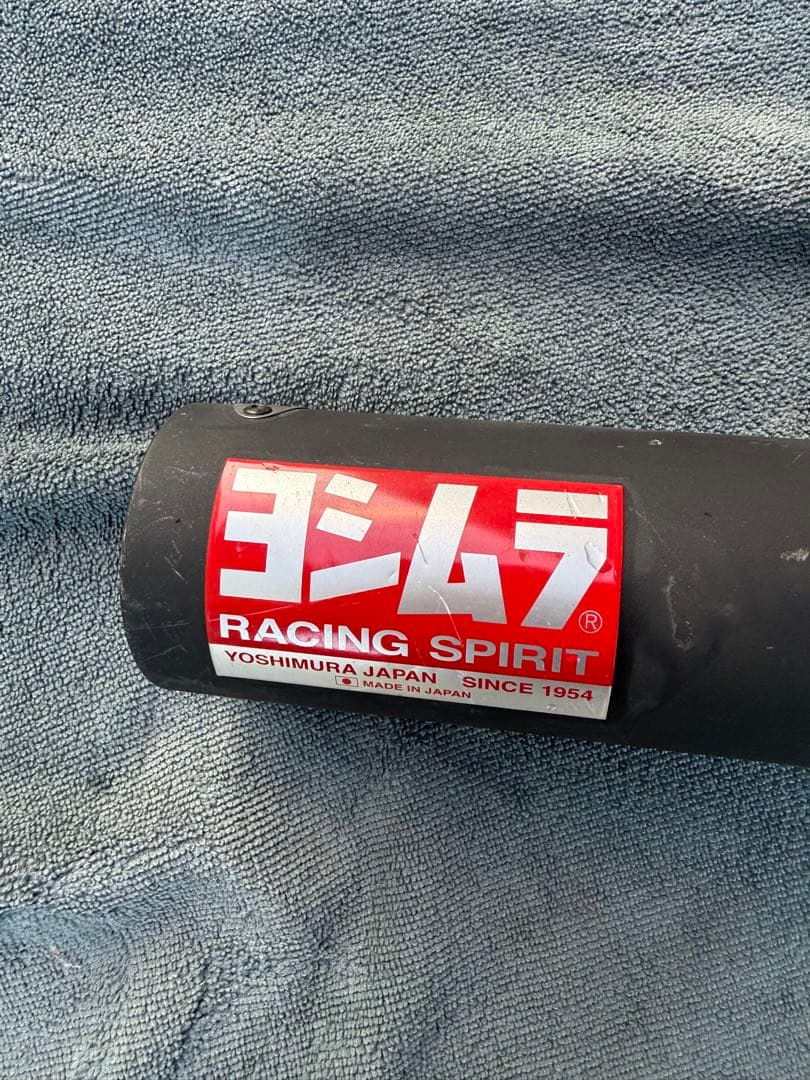 ヨシムラ
®
RACING SPIRIT
YOSHIMURA JAPAN SINCE 1954
MADE IN JAPAN